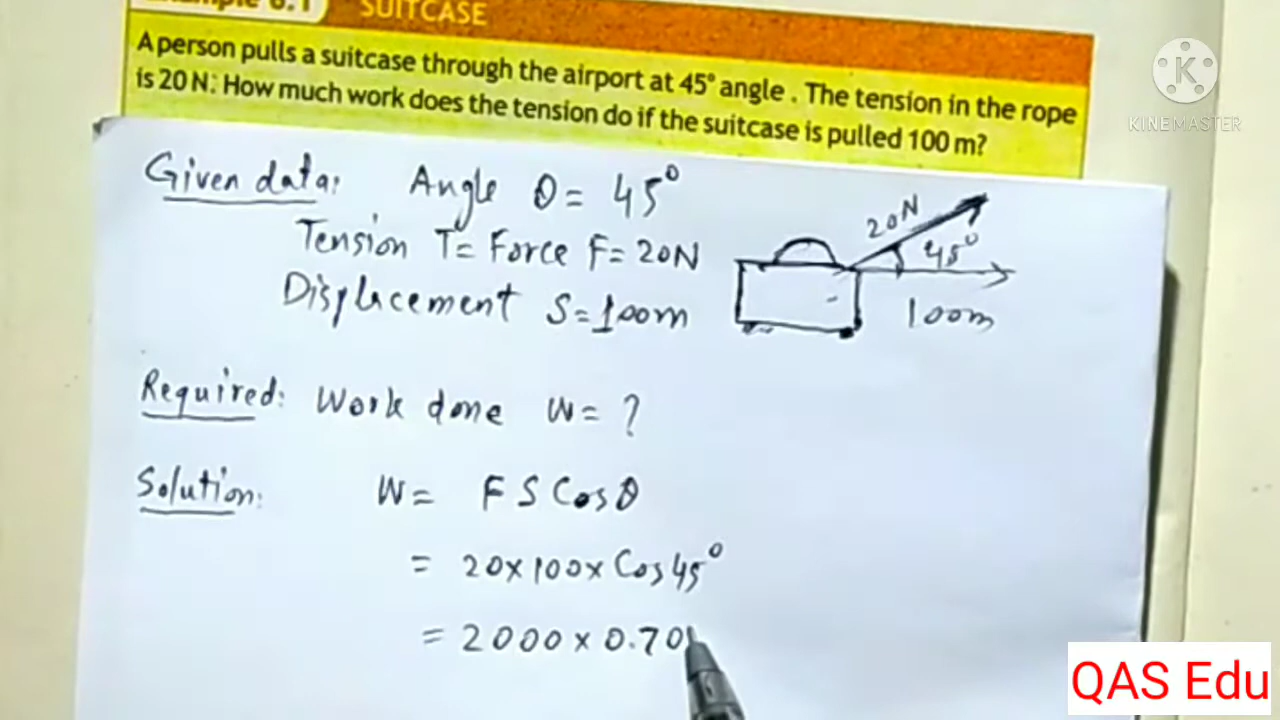 SUITCASE
A person pulls a suitcase through the airport at 45° angle . The tension in the rope
is 20 N. How much work does the tension do if the suitcase is pulled 100 m?
KINEMASTER
Given data: Angle θ = 45°
Tension T = Force F = 20N
Displacement S = 100m
20N
45°
100m
Required: Work done W = ?
Solution: W = F S Cosθ
= 20 × 100 × Cos 45°
= 2000 × 0.70
QAS Edu